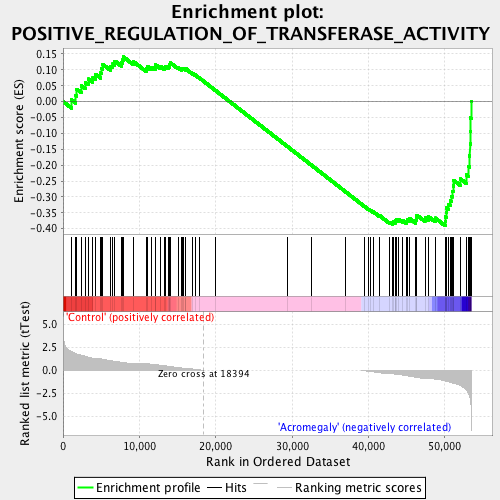 Enrichment plot:
POSITIVE_REGULATION_OF_TRANSFERASE_ACTIVITY
Enrichment score (ES)
0.15
0.10
0.05
0.00
-0.05
-0.10
-0.15
-0.20
-0.25
-0.30
-0.35
-0.40
'Control' (positively correlated)
Ranked list metric (tTest)
5.0
2.5
0.0
-2.5
-5.0
Zero cross at 18394
'Acromegaly' (negatively correlated)
0
10,000
20,000
30,000
40,000
50,000
Rank in Ordered Dataset
Enrichment profile
Hits
Ranking metric scores